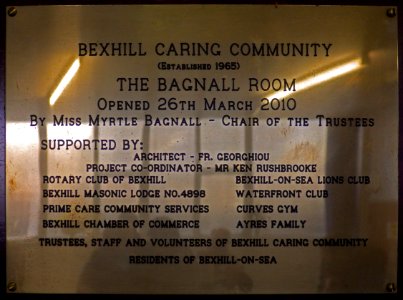 BEXHILL CARING COMMUNITY
(ESTABLISHED 1965)
THE BAGNALL ROOM
OPENED 26TH MARCH 2010
BY MISS MYRTLE BAGNALL - CHAIR OF THE TRUSTEES
SUPPORTED BY:
ARCHITECT - FR. GEORGHIOU
PROJECT CO-ORDINATOR - MR KEN RUSHBROOKE
ROTARY CLUB OF BEXHILL BEXHILL-ON-SEA LIONS CLUB
BEXHILL MASONIC LODGE NO.4898 WATERFRONT CLUB
PRIME CARE COMMUNITY SERVICES CURVES GYM
BEXHILL CHAMBER OF COMMERCE AYRES FAMILY
TRUSTEES, STAFF AND VOLUNTEERS OF BEXHILL CARING COMMUNITY
RESIDENTS OF BEXHILL-ON-SEA